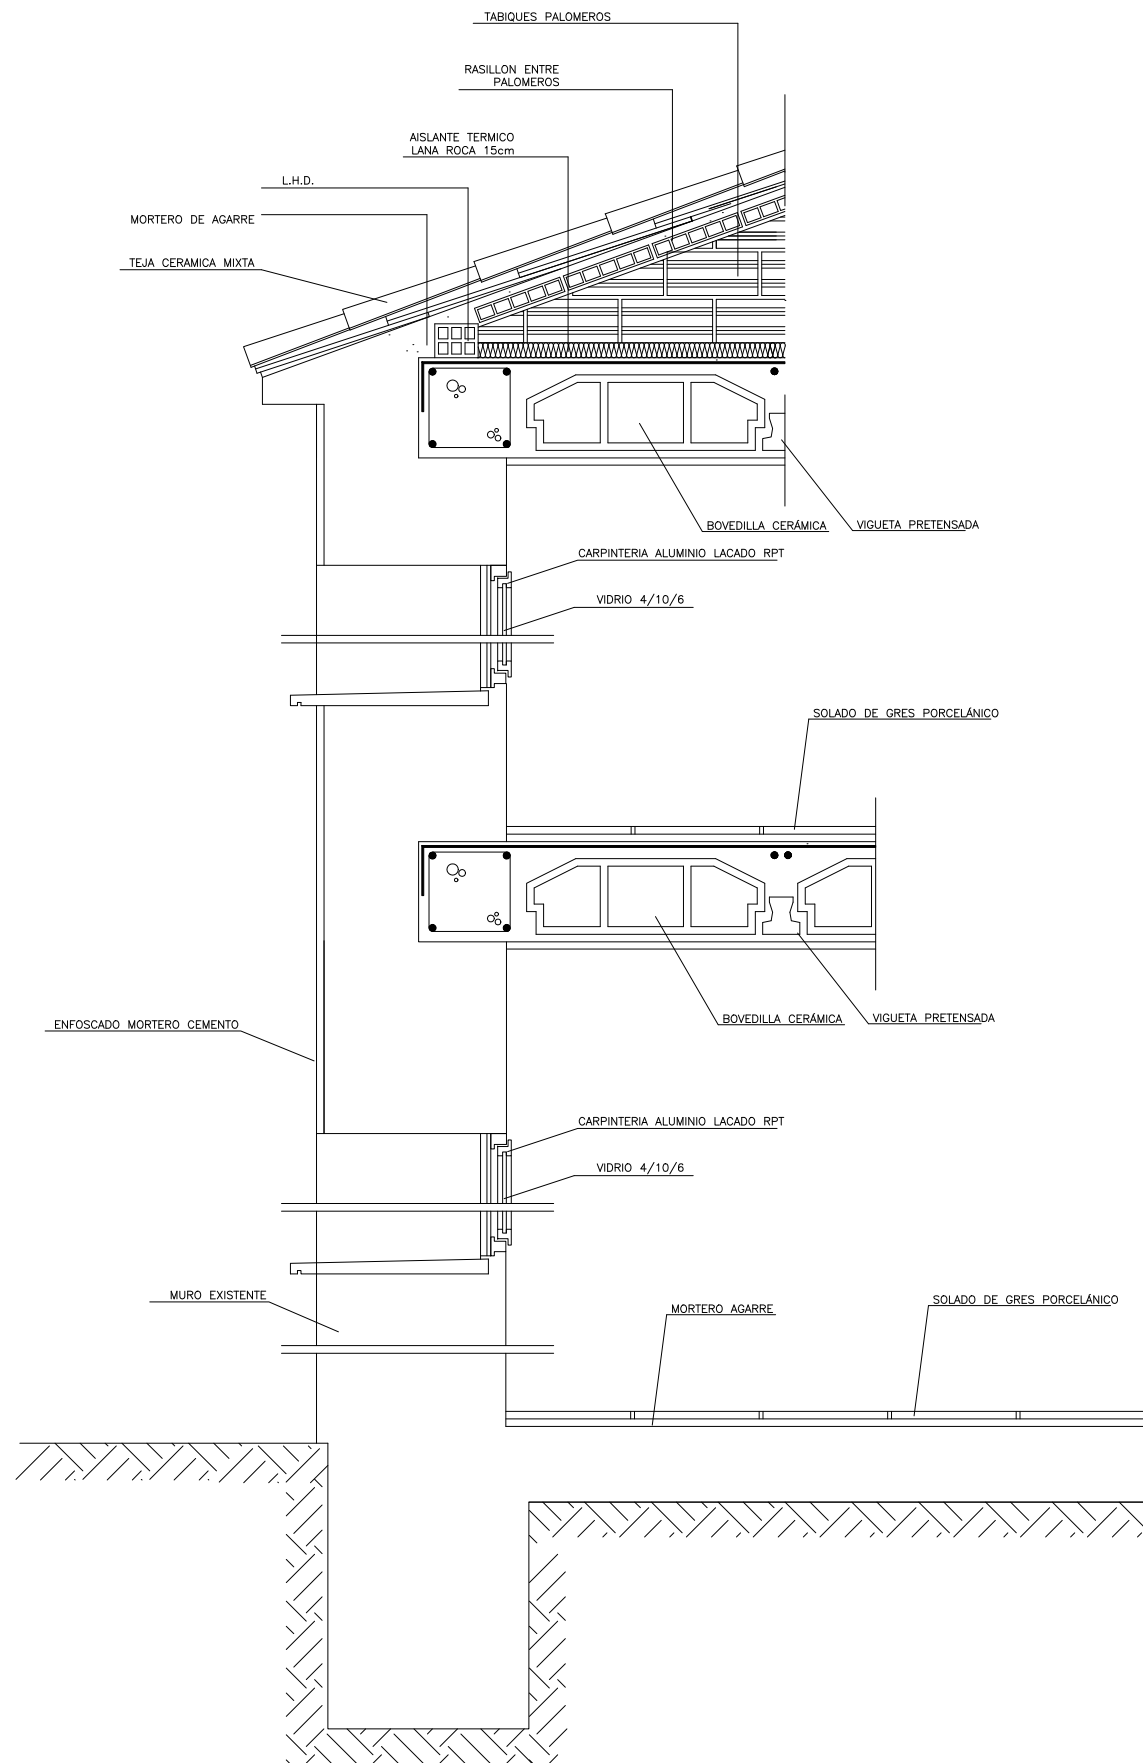 TABIQUES PALOMEROS
RASILLON ENTRE
PALOMEROS
AISLANTE TERMICO
LANA ROCA 15cm
L.H.D.
MORTERO DE AGARRE
TEJA CERAMICA MIXTA
BOVEDILLA CERÁMICA
VIGUETA PRETENSADA
CARPINTERIA ALUMINIO LACADO RPT
VIDRIO 4/10/6
SOLADO DE GRES PORCELÁNICO
BOVEDILLA CERÁMICA
VIGUETA PRETENSADA
ENFOSCADO MORTERO CEMENTO
CARPINTERIA ALUMINIO LACADO RPT
VIDRIO 4/10/6
MURO EXISTENTE
SOLADO DE GRES PORCELÁNICO
MORTERO AGARRE